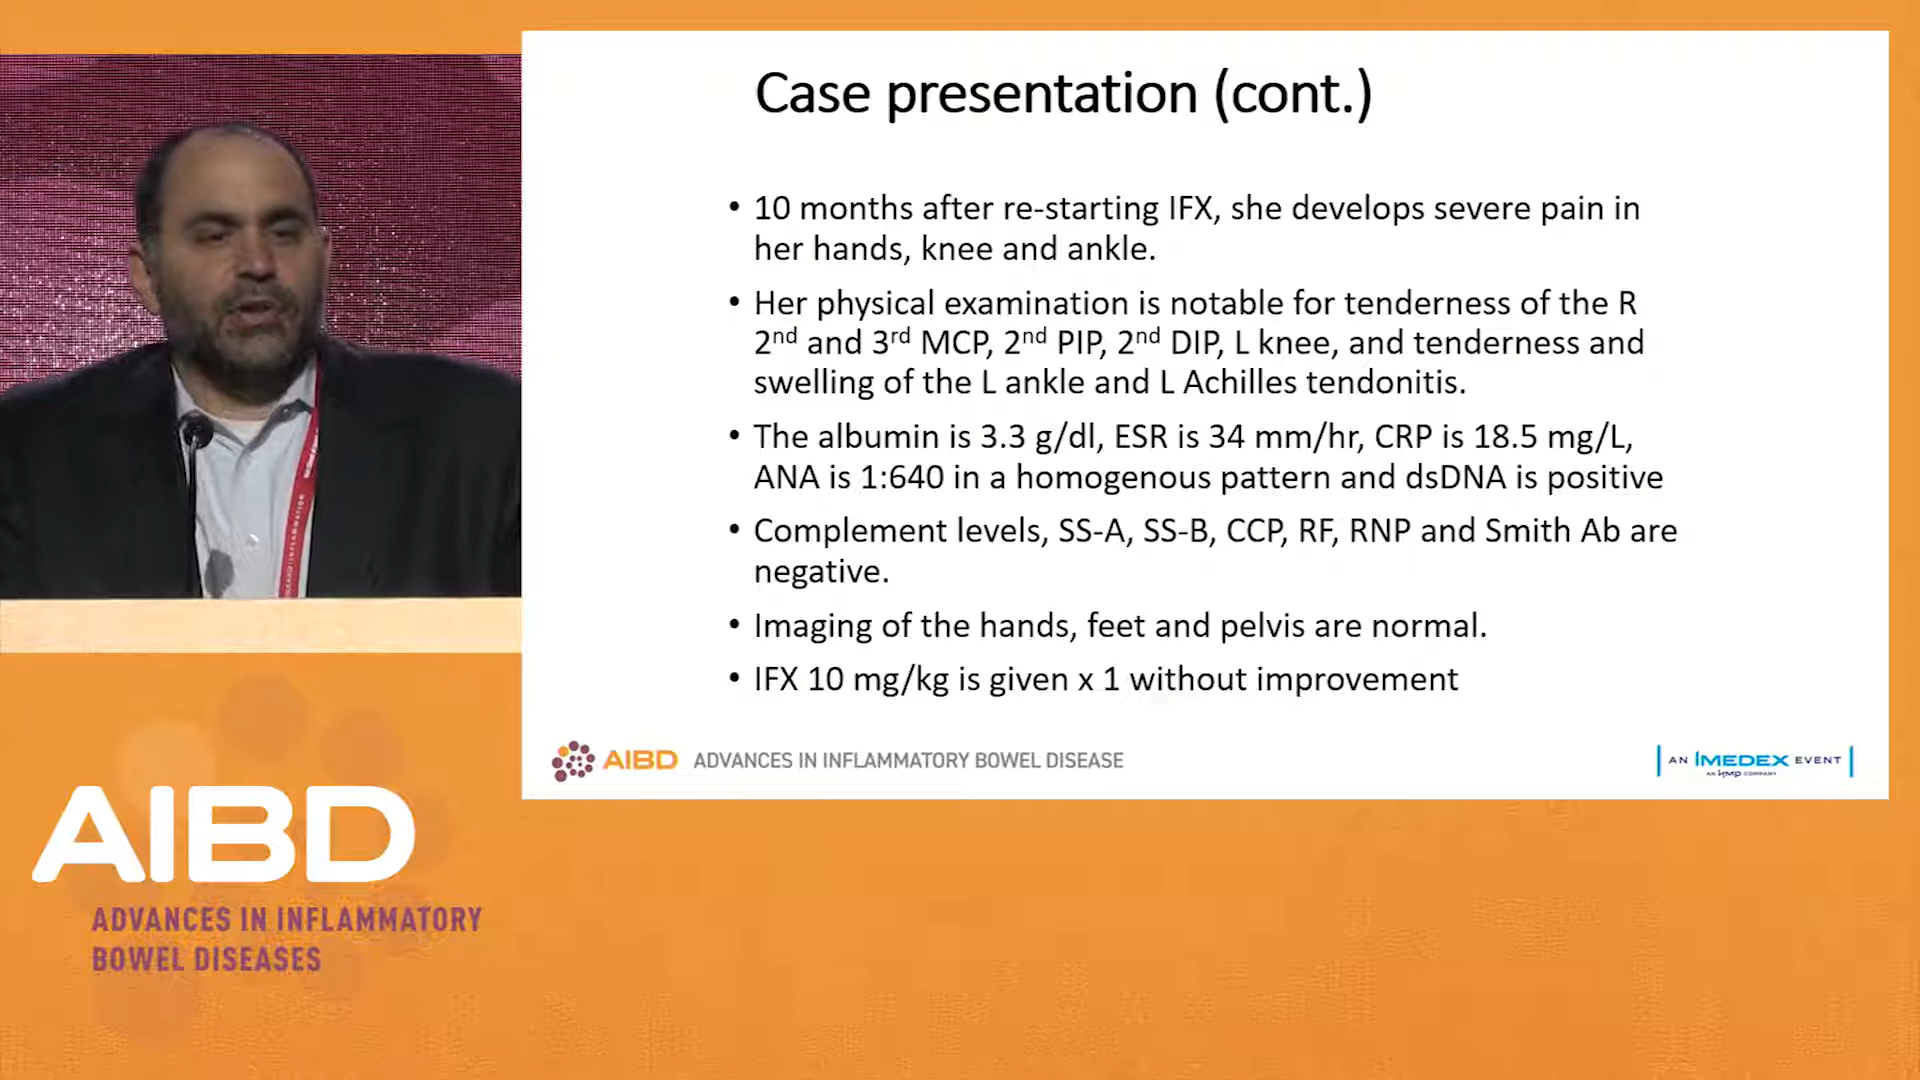 Case presentation (cont.)
• 10 months after re-starting IFX, she develops severe pain in
her hands, knee and ankle.
• Her physical examination is notable for tenderness of the R
2nd and 3rd MCP, 2nd PIP, 2nd DIP, L knee, and tenderness and
swelling of the L ankle and L Achilles tendonitis.
• The albumin is 3.3 g/dl, ESR is 34 mm/hr, CRP is 18.5 mg/L,
ANA is 1:640 in a homogenous pattern and dsDNA is positive
• Complement levels, SS-A, SS-B, CCP, RF, RNP and Smith Ab are
negative.
• Imaging of the hands, feet and pelvis are normal.
• IFX 10 mg/kg is given x 1 without improvement
AIBD ADVANCES IN INFLAMMATORY BOWEL DISEASE
AN IMEDEX EVENT
AN HMP COMPANY
AIBD
ADVANCES IN INFLAMMATORY
BOWEL DISEASES